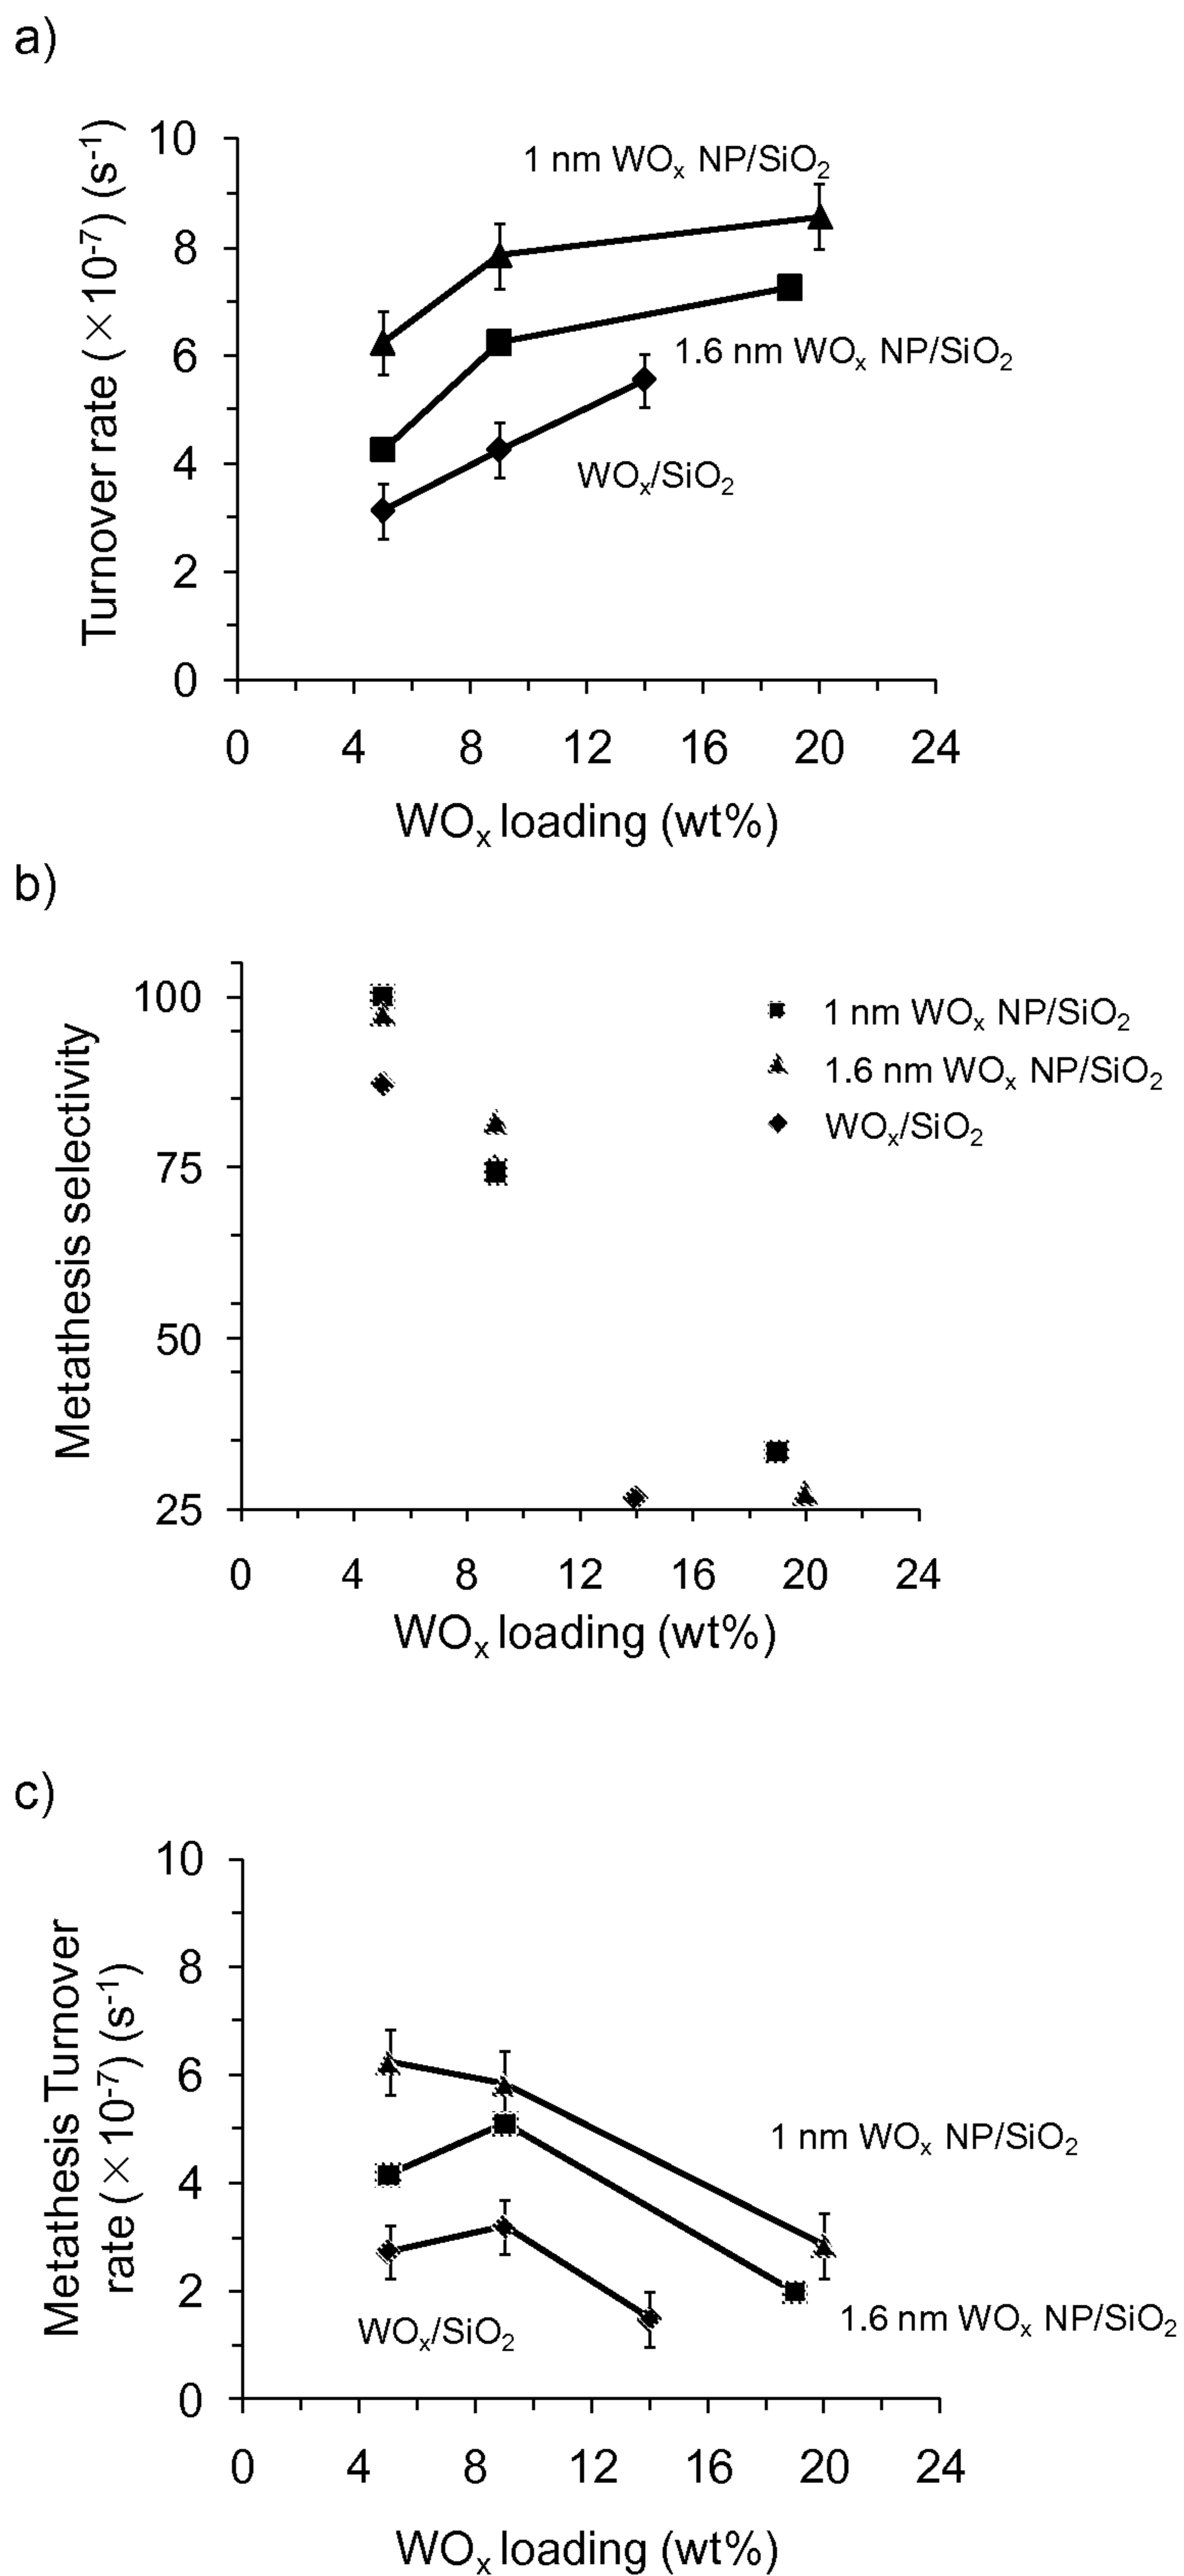 a)
Turnover rate (×10⁻⁷) (s⁻¹)
10
8
6
4
2
0
1 nm WOₓ NP/SiO₂
1.6 nm WOₓ NP/SiO₂
WOₓ/SiO₂
0 4 8 12 16 20 24
WOₓ loading (wt%)
b)
Metathesis selectivity
100
75
50
25
1 nm WOₓ NP/SiO₂
1.6 nm WOₓ NP/SiO₂
WOₓ/SiO₂
0 4 8 12 16 20 24
WOₓ loading (wt%)
c)
Metathesis Turnover
rate (×10⁻⁷) (s⁻¹)
10
8
6
4
2
0
1 nm WOₓ NP/SiO₂
1.6 nm WOₓ NP/SiO₂
WOₓ/SiO₂
0 4 8 12 16 20 24
WOₓ loading (wt%)